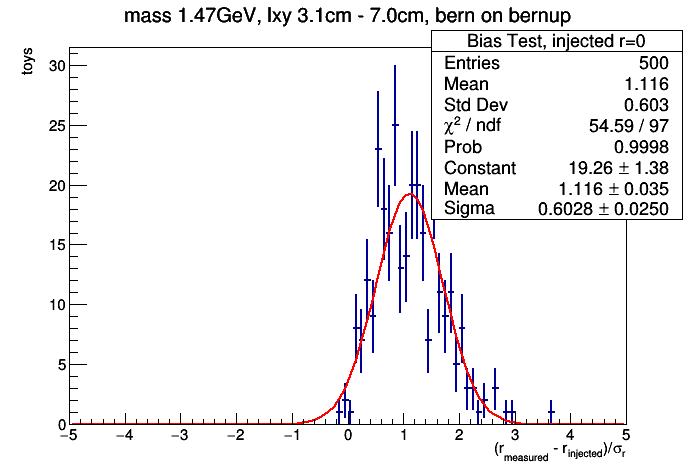 mass 1.47GeV, lxy 3.1cm - 7.0cm, bern on bernup
Bias Test, injected r=0
Entries 500
Mean 1.116
Std Dev 0.603
χ² / ndf 54.59 / 97
Prob 0.9998
Constant 19.26 ± 1.38
Mean 1.116 ± 0.035
Sigma 0.6028 ± 0.0250
toys
30
25
20
15
10
5
0
−5 −4 −3 −2 −1 0 1 2 3 4 5
(r_measured - r_injected)/σ_r